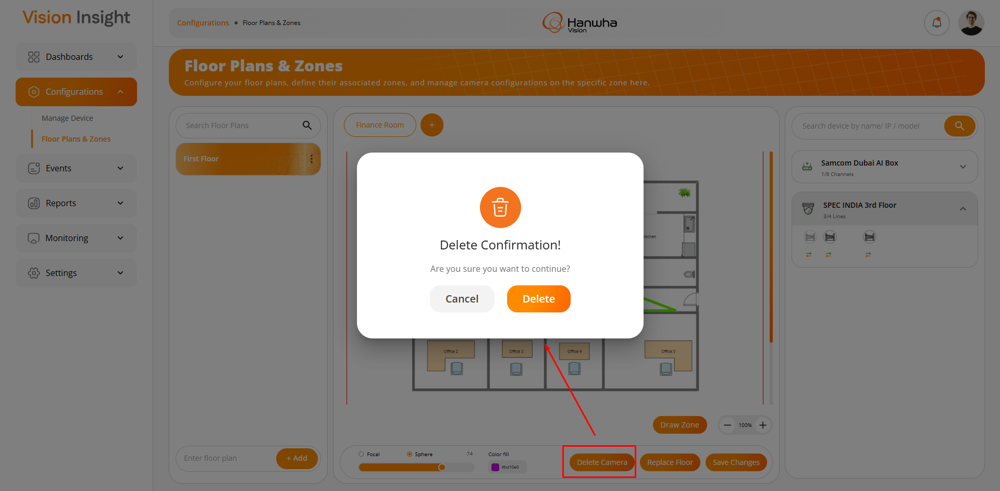 Vision Insight
Configurations • Floor Plans & Zones
Hanwha
Vision
Dashboards
Configurations
Manage Device
Floor Plans & Zones
Events
Reports
Monitoring
Settings
Floor Plans & Zones
Configure your floor plans, define their associated zones, and manage camera configurations on the specific zone here.
Search Floor Plans
First Floor
Enter floor plan
+ Add
Finance Room
+
Delete Confirmation!
Are you sure you want to continue?
Cancel
Delete
Office 2
Office 3
Office 4
Office 5
Draw Zone
100%
Focal
Sphere
74
Color fill
#bd10e0
Delete Camera
Replace Floor
Save Changes
Search device by name/ IP / model
Samcom Dubai AI Box
1/8 Channels
SPEC INDIA 3rd Floor
3/4 Lines